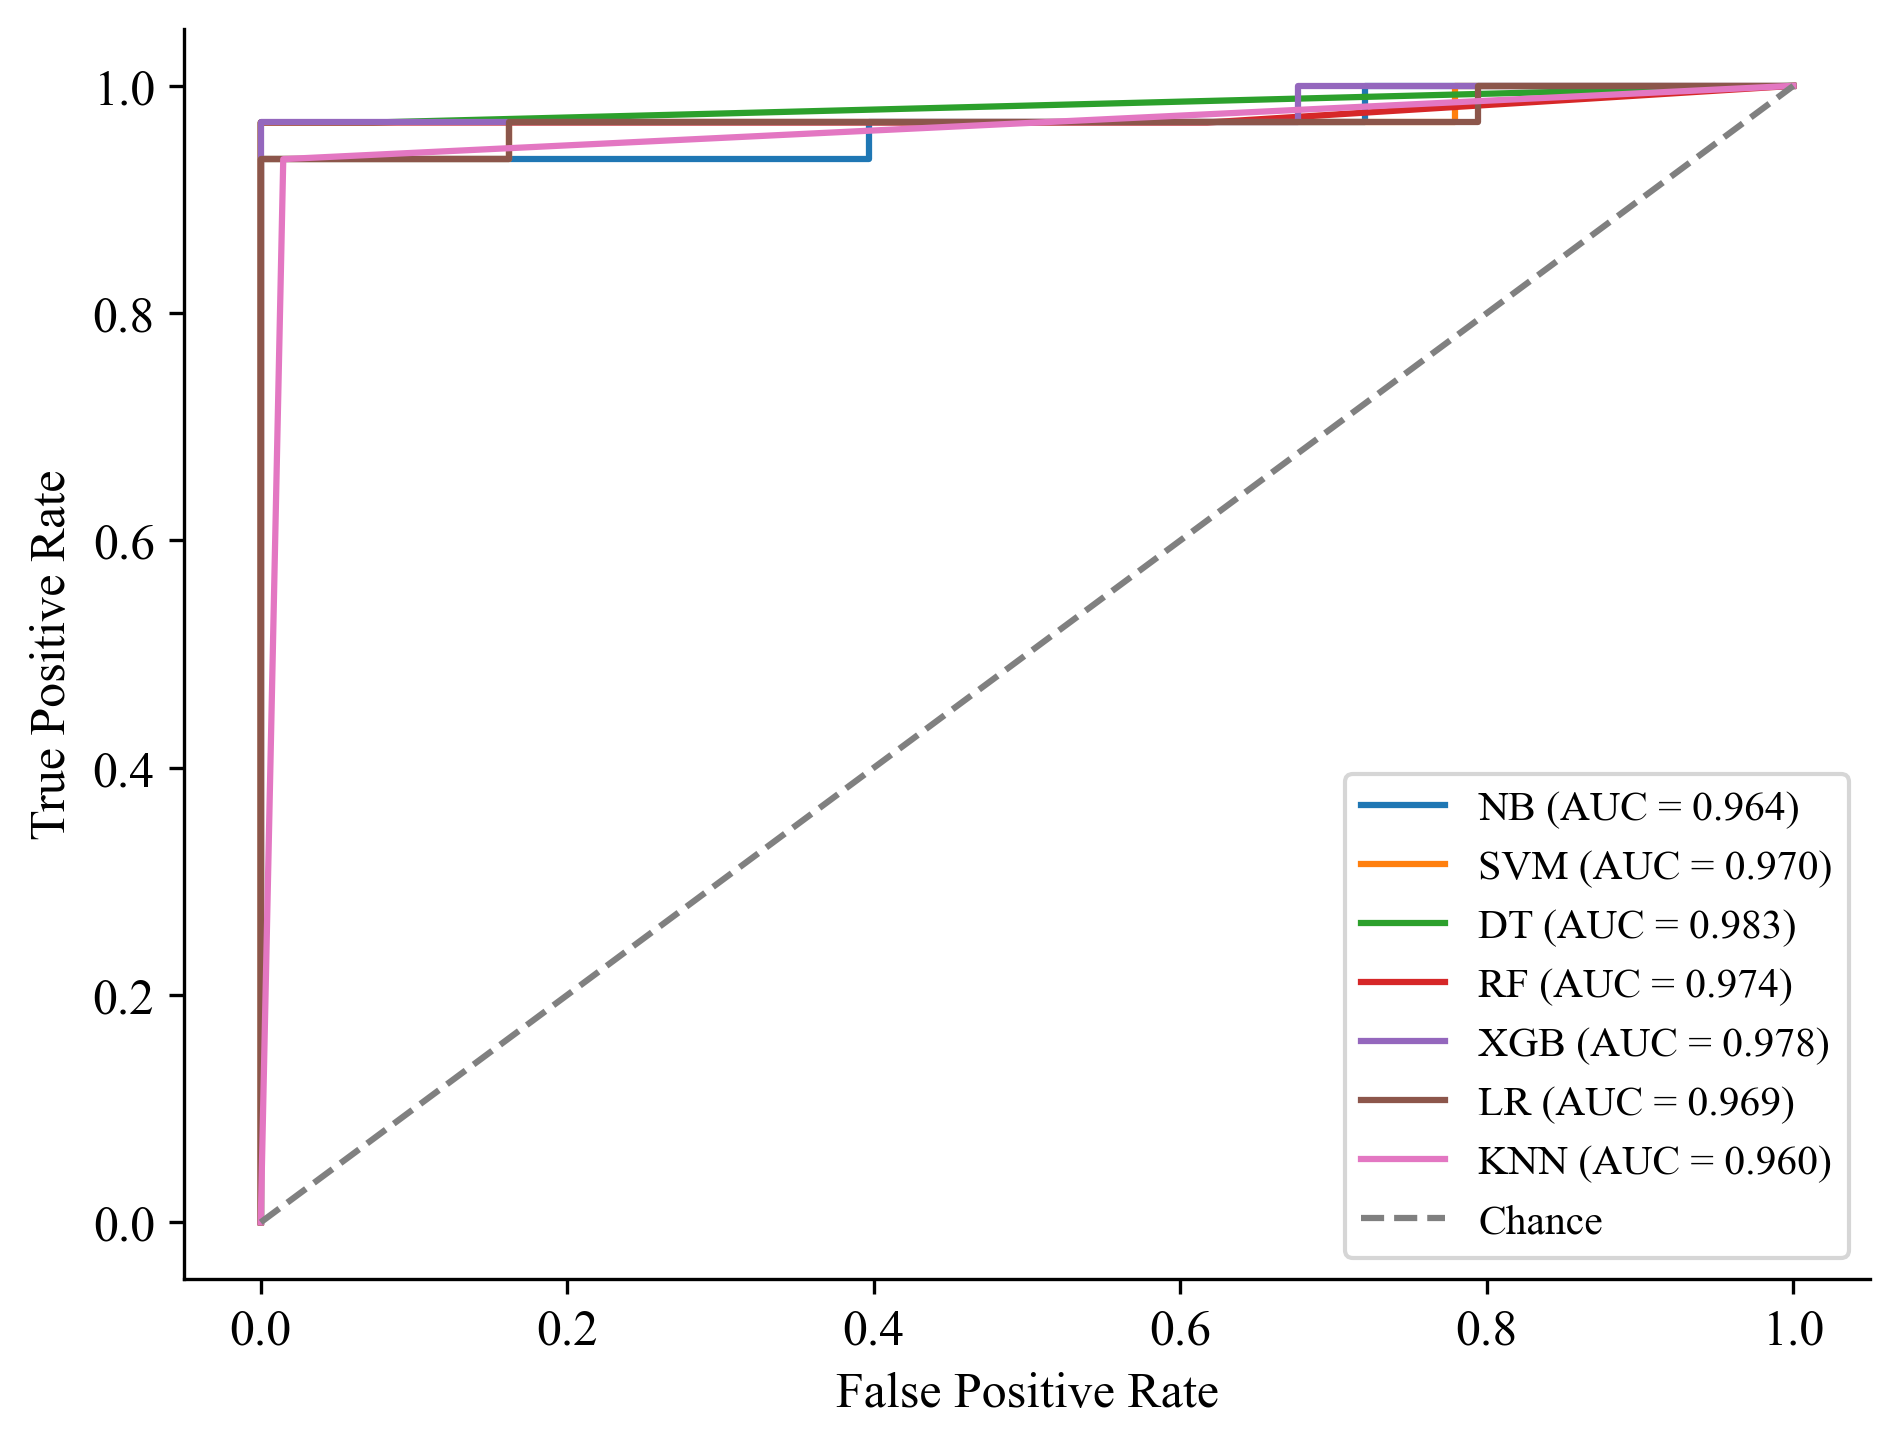 True Positive Rate
1.0
0.8
0.6
0.4
0.2
0.0
NB (AUC = 0.964)
SVM (AUC = 0.970)
DT (AUC = 0.983)
RF (AUC = 0.974)
XGB (AUC = 0.978)
LR (AUC = 0.969)
KNN (AUC = 0.960)
Chance
0.0 0.2 0.4 0.6 0.8 1.0
False Positive Rate